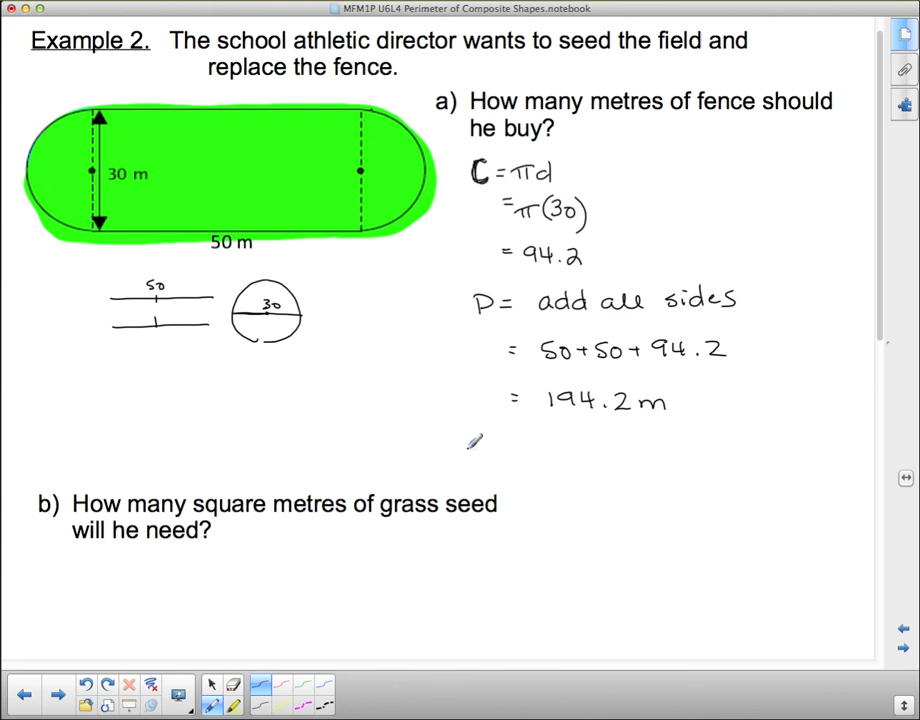 MFM1P U6L4 Perimeter of Composite Shapes.notebook
Example 2. The school athletic director wants to seed the field and
replace the fence.
a) How many metres of fence should
he buy?
30 m
50 m
C = πd
= π(30)
= 94.2
50
30
P = add all sides
= 50 + 50 + 94.2
= 194.2 m
b) How many square metres of grass seed
will he need?